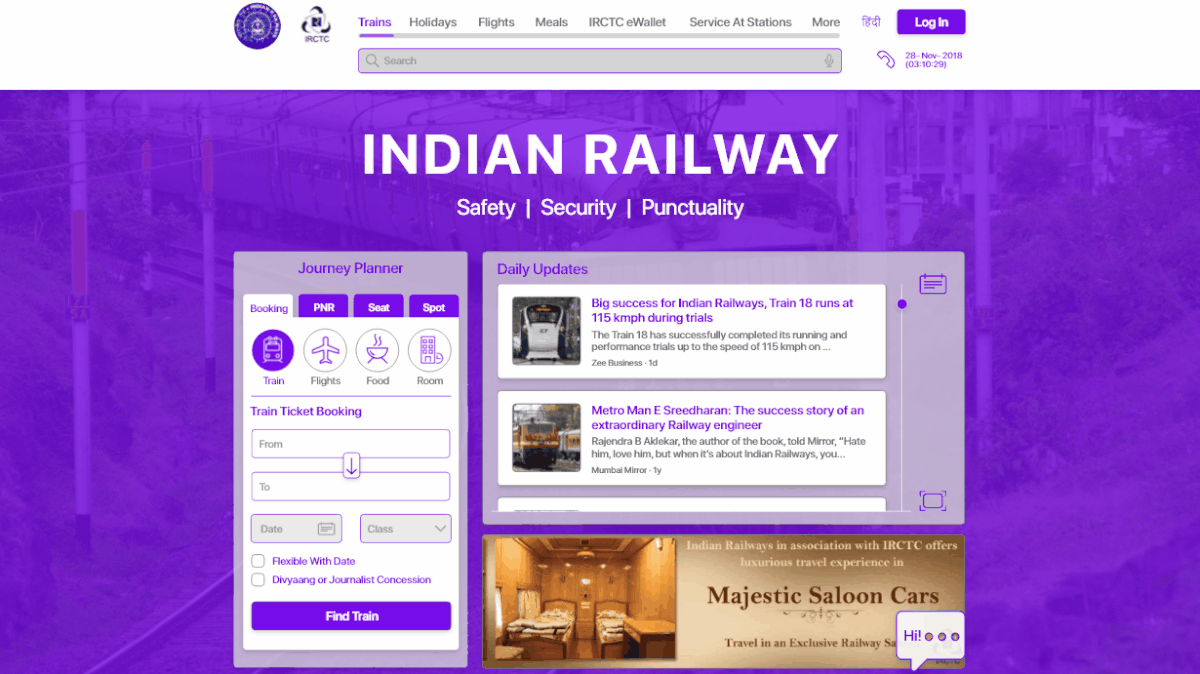 INDIAN
IRCTC
Trains
Holidays
Flights
Meals
IRCTC eWallet
Service At Stations
More
हिंदी
Log In
Search
28- Nov- 2018
(03:10:29)
INDIAN RAILWAY
Safety | Security | Punctuality
Journey Planner
Booking
PNR
Seat
Spot
Train
Flights
Food
Room
Train Ticket Booking
From
To
Date
Class
Flexible With Date
Divyaang or Journalist Concession
Find Train
Daily Updates
Big success for Indian Railways, Train 18 runs at
115 kmph during trials
The Train 18 has successfully completed its running and
performance trials up to the speed of 115 kmph on ...
Zee Business · 1d
Metro Man E Sreedharan: The success story of an
extraordinary Railway engineer
Rajendra B Aklekar, the author of the book, told Mirror, “Hate
him, love him, but when it’s about Indian Railways, you...
Mumbai Mirror · 1y
Indian Railways in association with IRCTC offers
luxurious travel experience in
Majestic Saloon Cars
Travel in an Exclusive Railway
Hi!